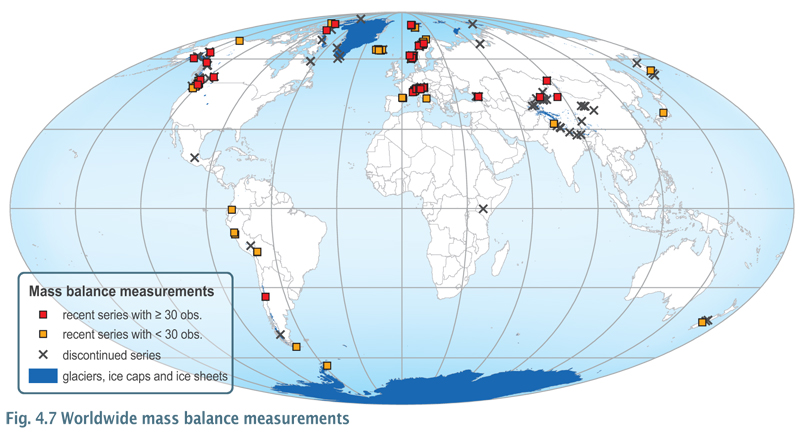 Mass balance measurements
recent series with ≥ 30 obs.
recent series with < 30 obs.
discontinued series
glaciers, ice caps and ice sheets
Fig. 4.7 Worldwide mass balance measurements